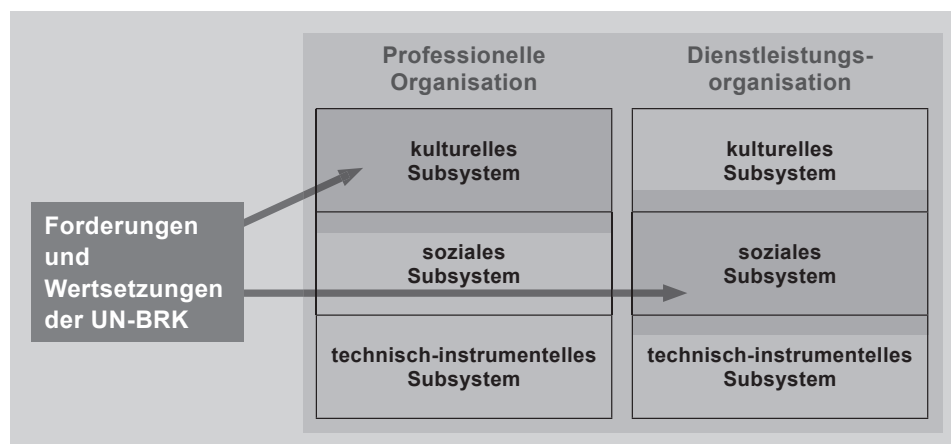 Professionelle
Organisation
Dienstleistungs-
organisation
kulturelles
Subsystem
kulturelles
Subsystem
Forderungen
und
Wertsetzungen
der UN-BRK
soziales
Subsystem
soziales
Subsystem
technisch-instrumentelles
Subsystem
technisch-instrumentelles
Subsystem